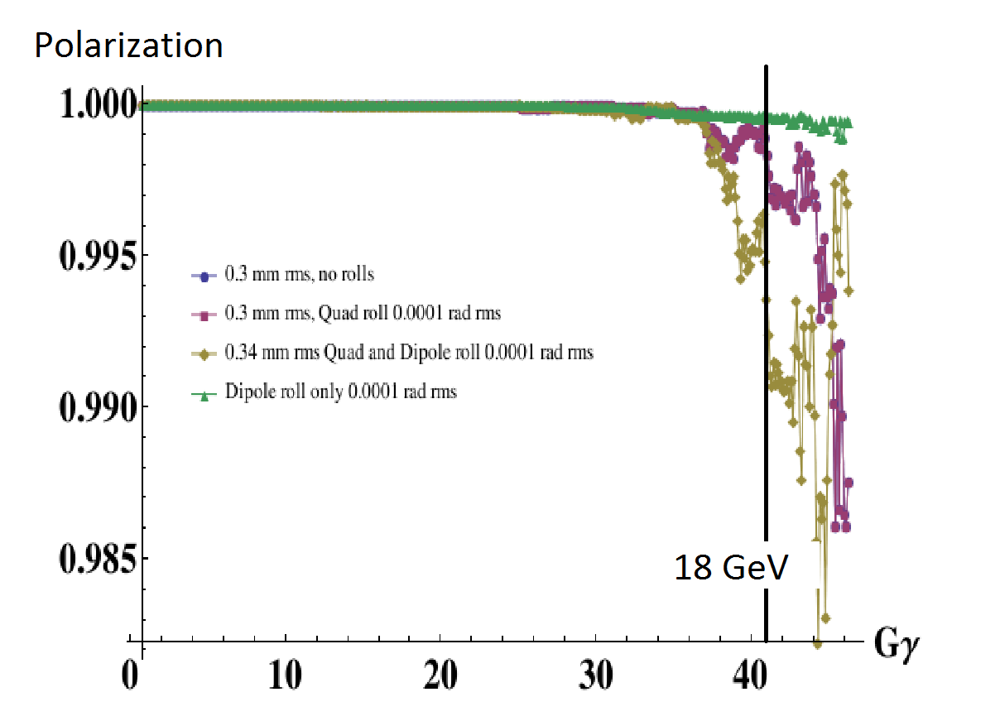 Polarization
1.000
0.995
0.3 mm rms, no rolls
0.3 mm rms, Quad roll 0.0001 rad rms
0.34 mm rms Quad and Dipole roll 0.0001 rad rms
Dipole roll only 0.0001 rad rms
0.990
0.985
18 GeV
Gγ
0 10 20 30 40